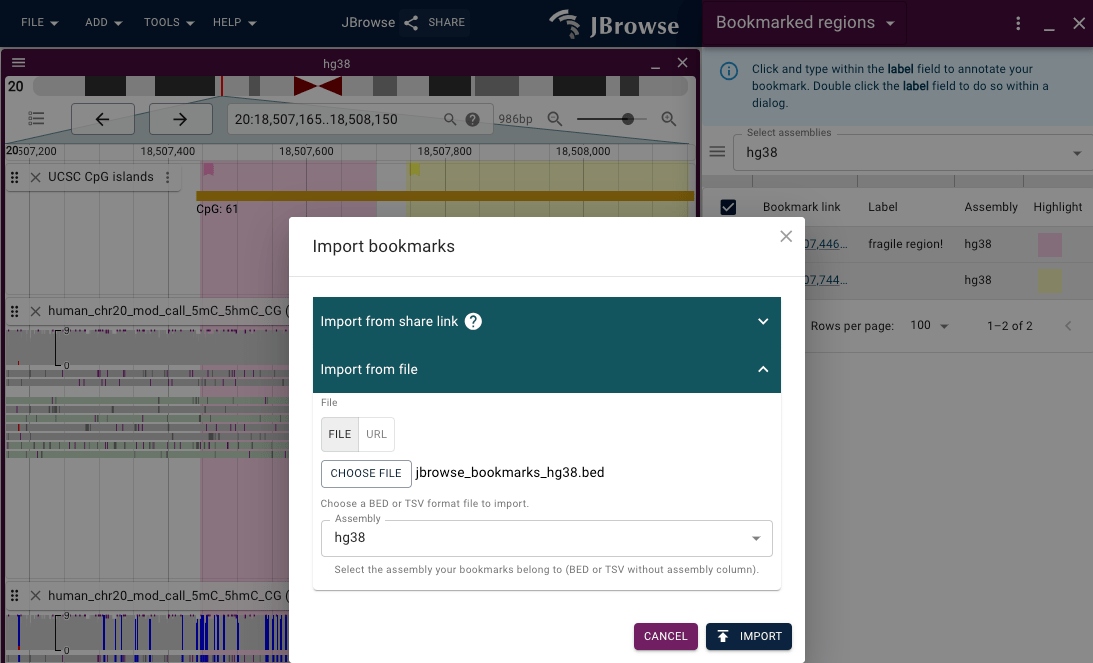 FILE ADD TOOLS HELP JBrowse SHARE JBrowse
Bookmarked regions
hg38
20
20:18,507,165..18,508,150 986bp
20 507,200 18,507,400 18,507,600 18,507,800 18,508,000
UCSC CpG islands
CpG: 61
human_chr20_mod_call_5mC_5hmC_CG (
9
0
human_chr20_mod_call_5mC_5hmC_CG (
9
0
Click and type within the label field to annotate your
bookmark. Double click the label field to do so within a
dialog.
Select assemblies
hg38
Bookmark link Label Assembly Highlight
07,446... fragile region! hg38
07,744... hg38
Rows per page: 100 1–2 of 2
Import bookmarks
Import from share link ?
Import from file
File
FILE URL
CHOOSE FILE jbrowse_bookmarks_hg38.bed
Choose a BED or TSV format file to import.
Assembly
hg38
Select the assembly your bookmarks belong to (BED or TSV without assembly column).
CANCEL IMPORT